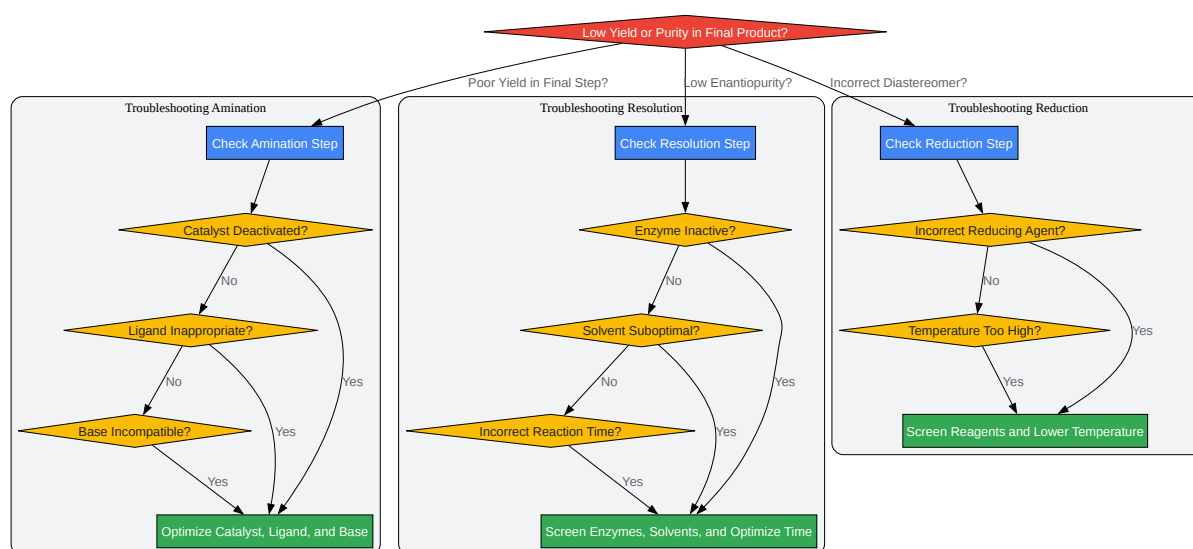 Low Yield or Purity in Final Product?
Poor Yield in Final Step?
Low Enantiopurity?
Incorrect Diastereomer?
Troubleshooting Amination
Troubleshooting Resolution
Troubleshooting Reduction
Check Amination Step
Check Resolution Step
Check Reduction Step
Catalyst Deactivated?
Enzyme Inactive?
Incorrect Reducing Agent?
No
No
No
Ligand Inappropriate?
Solvent Suboptimal?
Temperature Too High?
Yes
No
Yes
No
Yes
Yes
Yes
Base Incompatible?
Yes
Incorrect Reaction Time?
Yes
Screen Reagents and Lower Temperature
Yes
Yes
Optimize Catalyst, Ligand, and Base
Screen Enzymes, Solvents, and Optimize Time